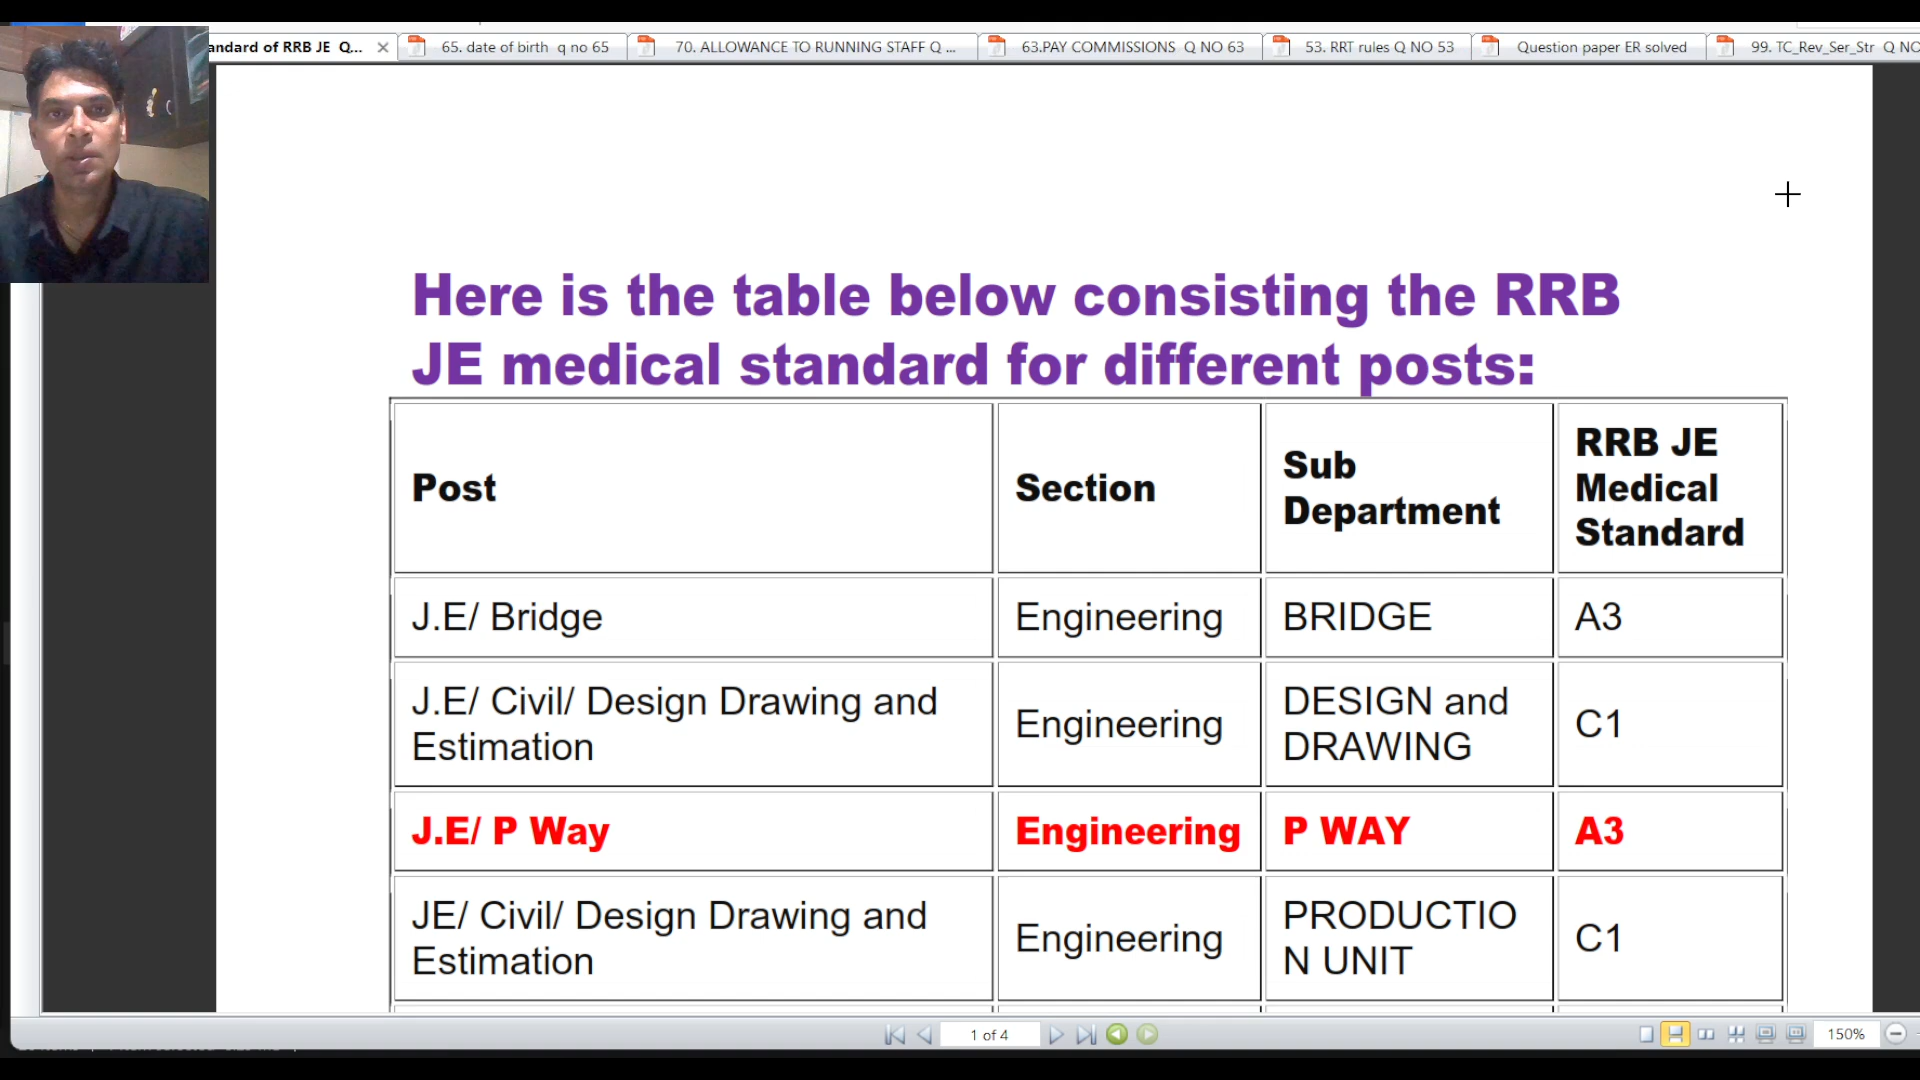 andard of RRB JE Q...
65. date of birth q no 65
70. ALLOWANCE TO RUNNING STAFF Q ...
63.PAY COMMISSIONS Q NO 63
53. RRT rules Q NO 53
Question paper ER solved
99. TC_Rev_Ser_Str Q NO
Here is the table below consisting the RRB
JE medical standard for different posts:
Post
Section
Sub
Department
RRB JE
Medical
Standard
J.E/ Bridge
Engineering
BRIDGE
A3
J.E/ Civil/ Design Drawing and
Estimation
Engineering
DESIGN and
DRAWING
C1
J.E/ P Way
Engineering
P WAY
A3
JE/ Civil/ Design Drawing and
Estimation
Engineering
PRODUCTIO
N UNIT
C1
1 of 4
150%